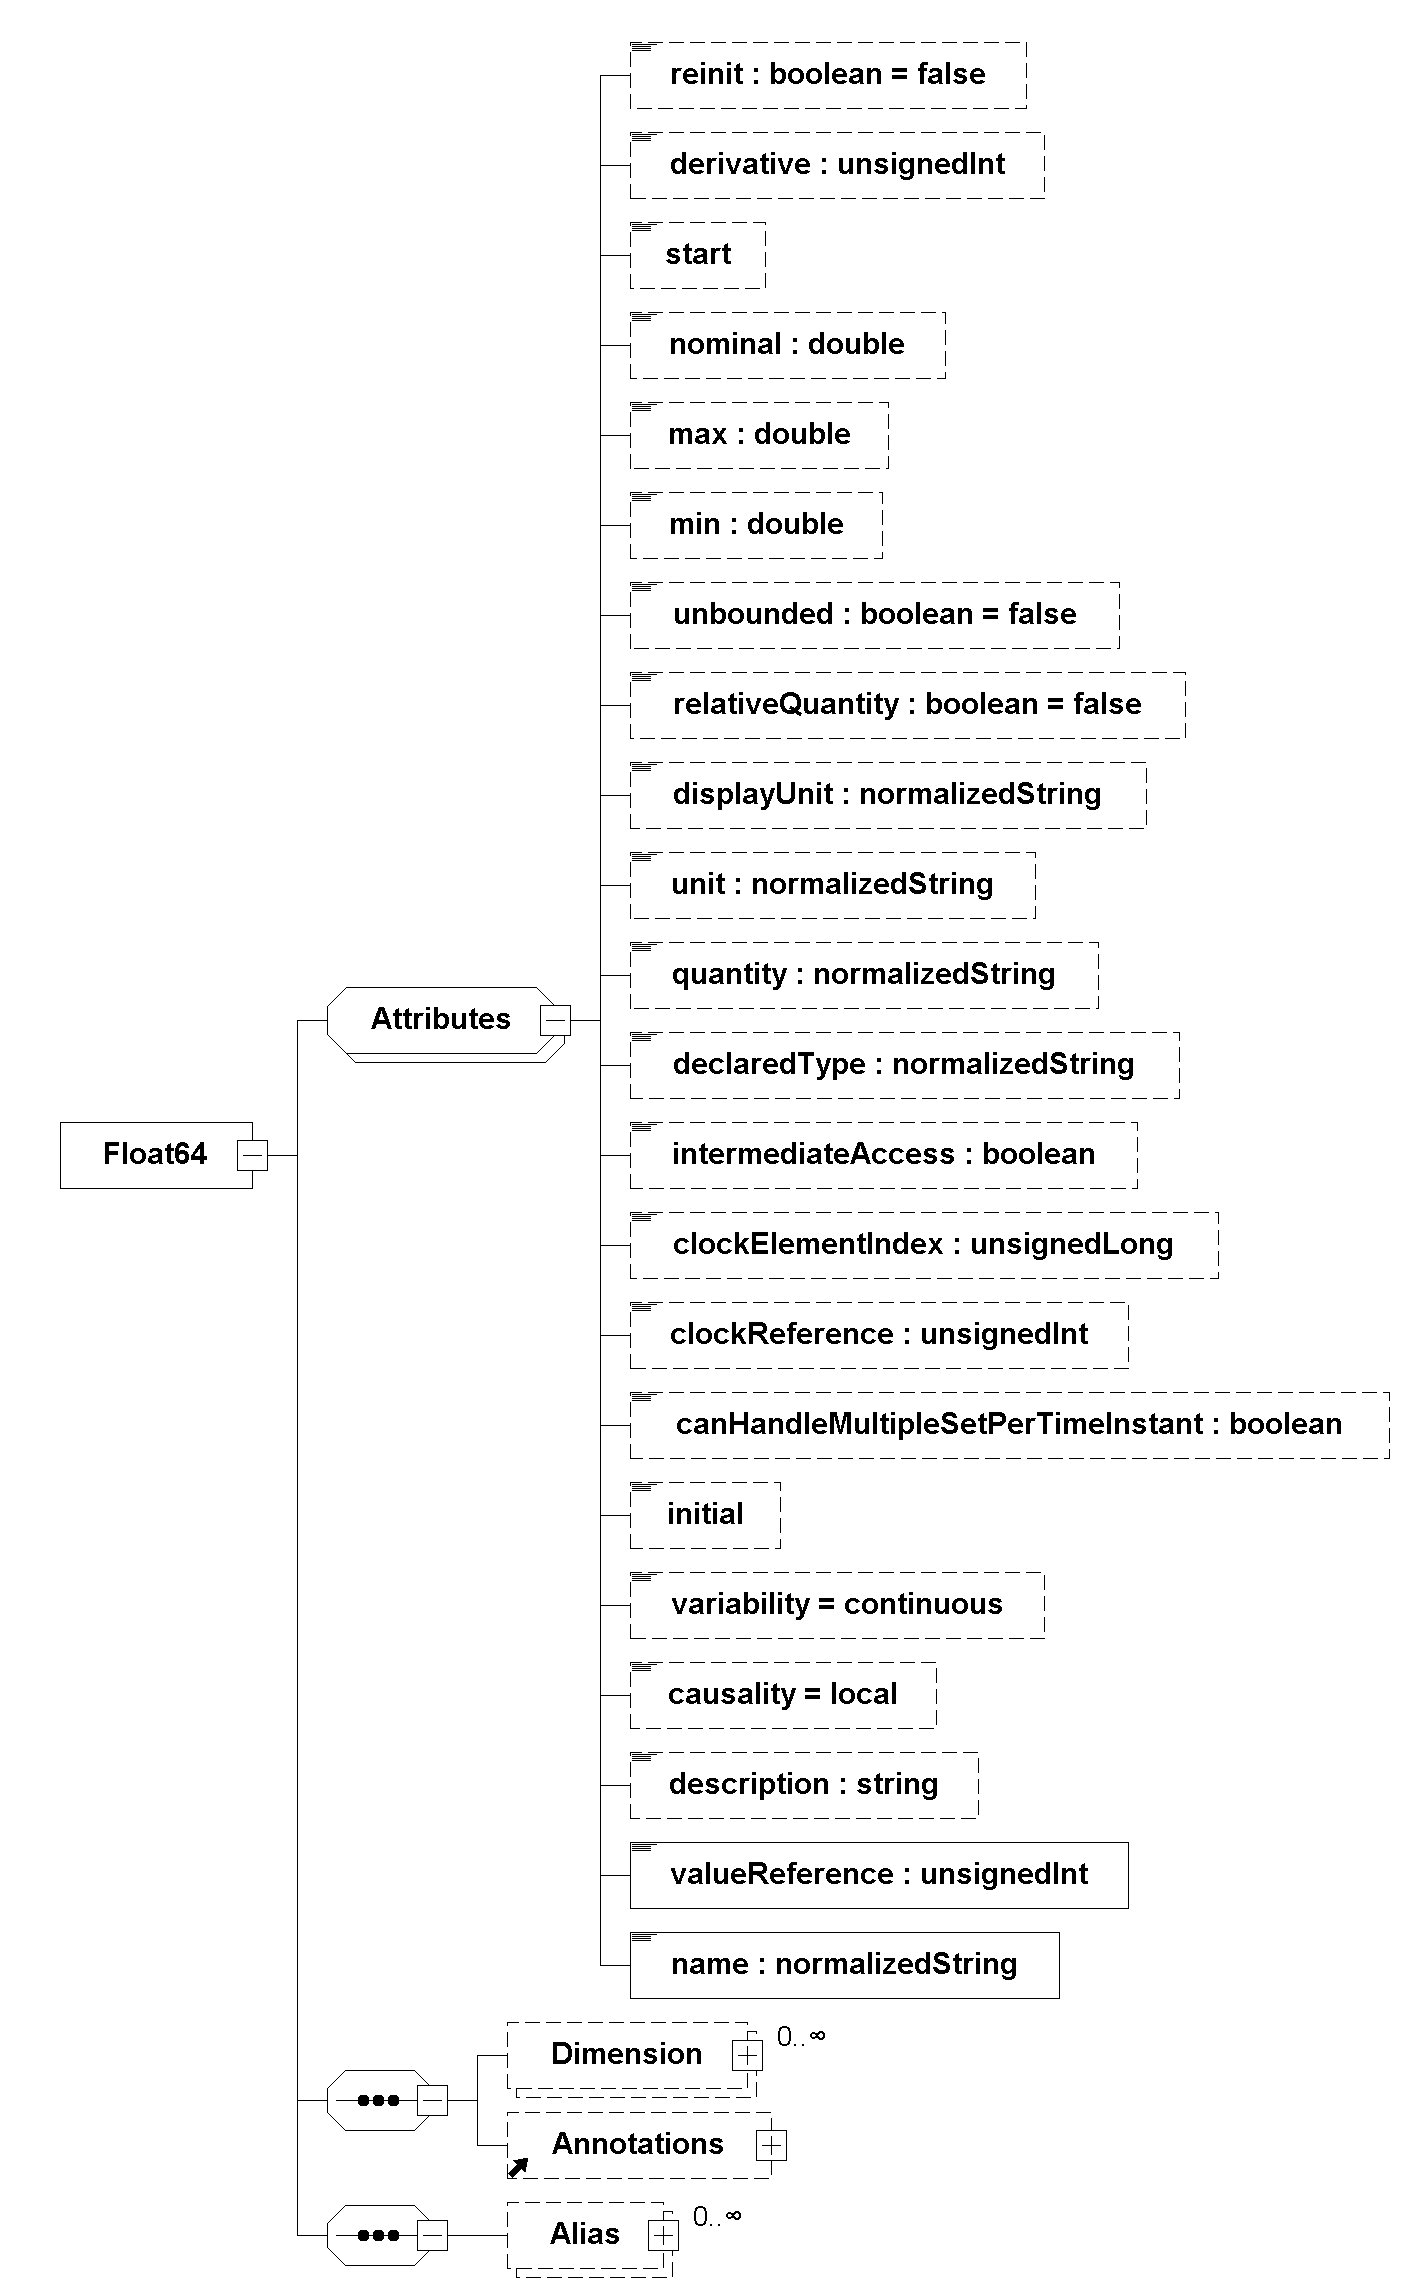 reinit : boolean = false
derivative : unsignedInt
start
nominal : double
max : double
min : double
unbounded : boolean = false
relativeQuantity : boolean = false
displayUnit : normalizedString
unit : normalizedString
quantity : normalizedString
Attributes
declaredType : normalizedString
Float64
intermediateAccess : boolean
clockElementIndex : unsignedLong
clockReference : unsignedInt
canHandleMultipleSetPerTimeInstant : boolean
initial
variability = continuous
causality = local
description : string
valueReference : unsignedInt
name : normalizedString
Dimension
0..∞
Annotations
Alias
0..∞